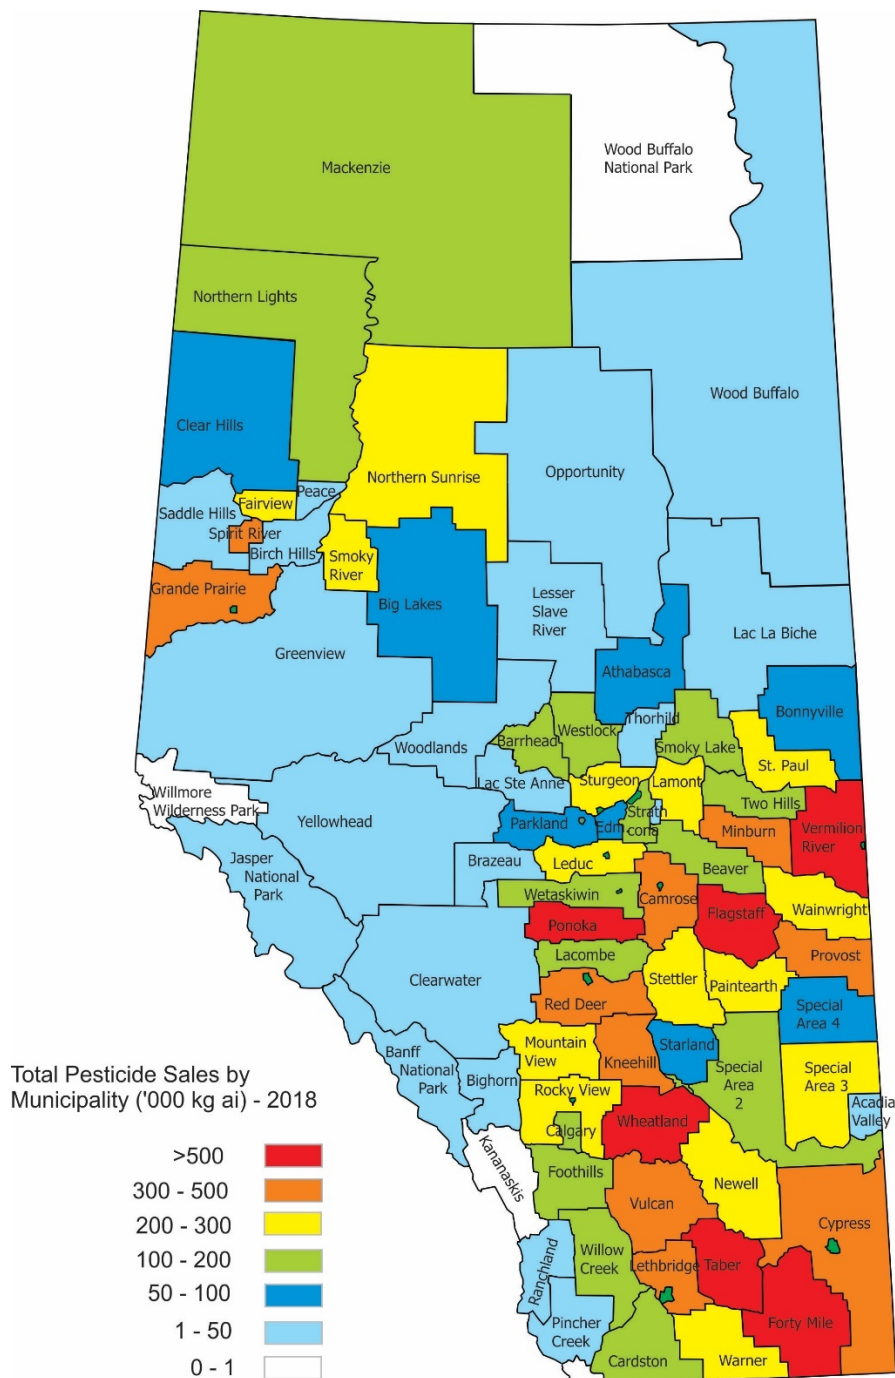 Mackenzie
Wood Buffalo
National Park
Northern Lights
Wood Buffalo
Clear Hills
Northern Sunrise
Opportunity
Peace
Fairview
Saddle Hills
Spirit River
Birch Hills
Smoky
River
Grande Prairie
Big Lakes
Lesser
Slave
River
Lac La Biche
Greenview
Athabasca
Bonnyville
Thorhild
Westlock
Barrhead
Woodlands
Smoky Lake
St. Paul
Lac Ste Anne
Sturgeon
Lamont
Willmore
Wilderness Park
Yellowhead
Two Hills
Parkland
Edm.
Strath
cona
Minburn
Vermilion
River
Jasper
National
Park
Brazeau
Leduc
Beaver
Wetaskiwin
Camrose
Flagstaff
Wainwright
Ponoka
Provost
Lacombe
Clearwater
Stettler
Paintearth
Red Deer
Special
Area 4
Mountain
View
Starland
Banff
National
Park
Kneehill
Special
Area
2
Special
Area 3
Bighorn
Rocky View
Acadia
Valley
Wheatland
Calgary
Kananaskis
Foothills
Newell
Vulcan
Cypress
Willow
Creek
Ranchland
Lethbridge
Taber
Pincher
Creek
Forty Mile
Cardston
Warner
Total Pesticide Sales by
Municipality ('000 kg ai) - 2018
>500
300 - 500
200 - 300
100 - 200
50 - 100
1 - 50
0 - 1